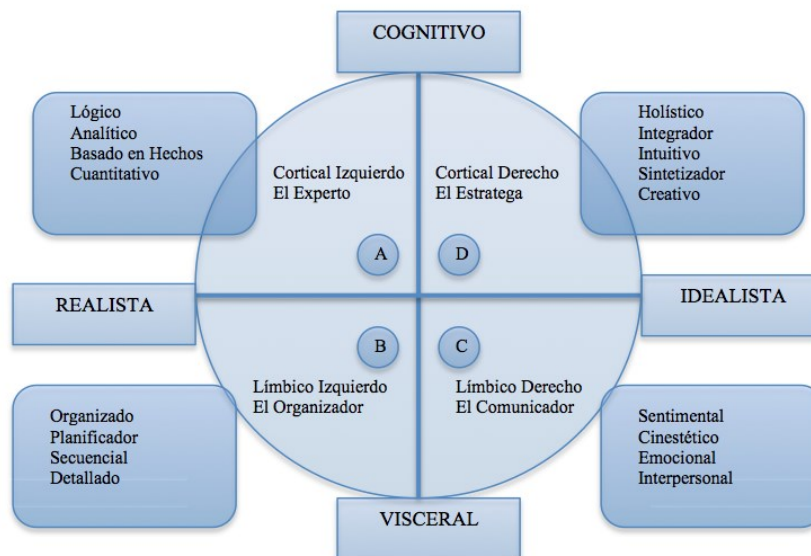 COGNITIVO
Lógico
Analítico
Basado en Hechos
Cuantitativo
Holístico
Integrador
Intuitivo
Sintetizador
Creativo
Cortical Izquierdo
El Experto
Cortical Derecho
El Estratega
A
D
REALISTA
IDEALISTA
B
C
Límbico Izquierdo
El Organizador
Límbico Derecho
El Comunicador
Organizado
Planificador
Secuencial
Detallado
Sentimental
Cinestético
Emocional
Interpersonal
VISCERAL